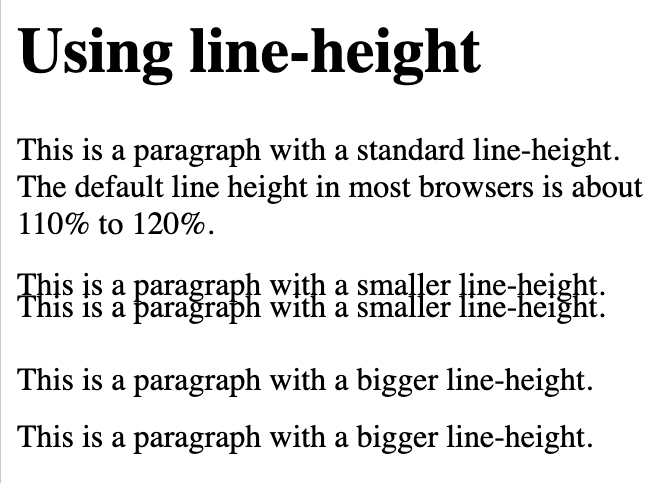 Using line-height
This is a paragraph with a standard line-height.
The default line height in most browsers is about
110% to 120%.
This is a paragraph with a smaller line-height.
This is a paragraph with a smaller line-height.
This is a paragraph with a bigger line-height.
This is a paragraph with a bigger line-height.